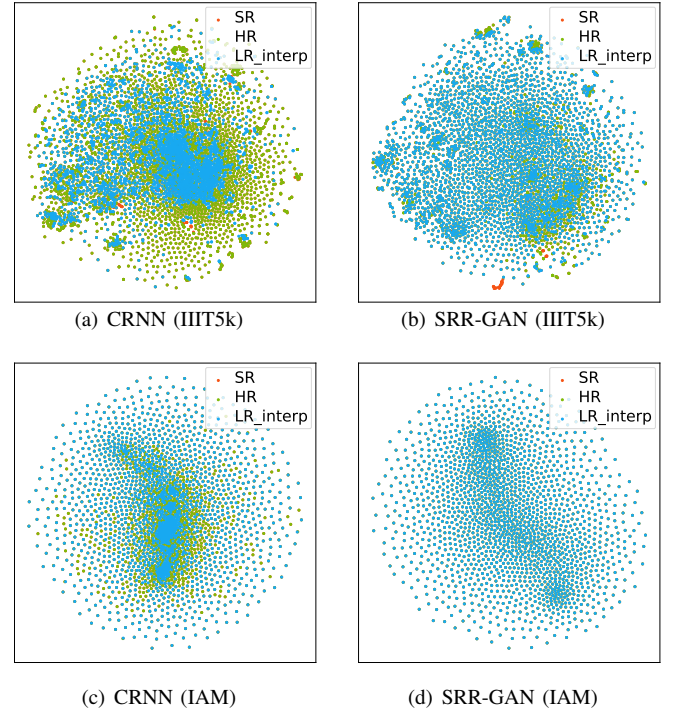 SR
HR
LR_interp
SR
HR
LR_interp
(a) CRNN (IIIT5k)
(b) SRR-GAN (IIIT5k)
SR
HR
LR_interp
SR
HR
LR_interp
(c) CRNN (IAM)
(d) SRR-GAN (IAM)